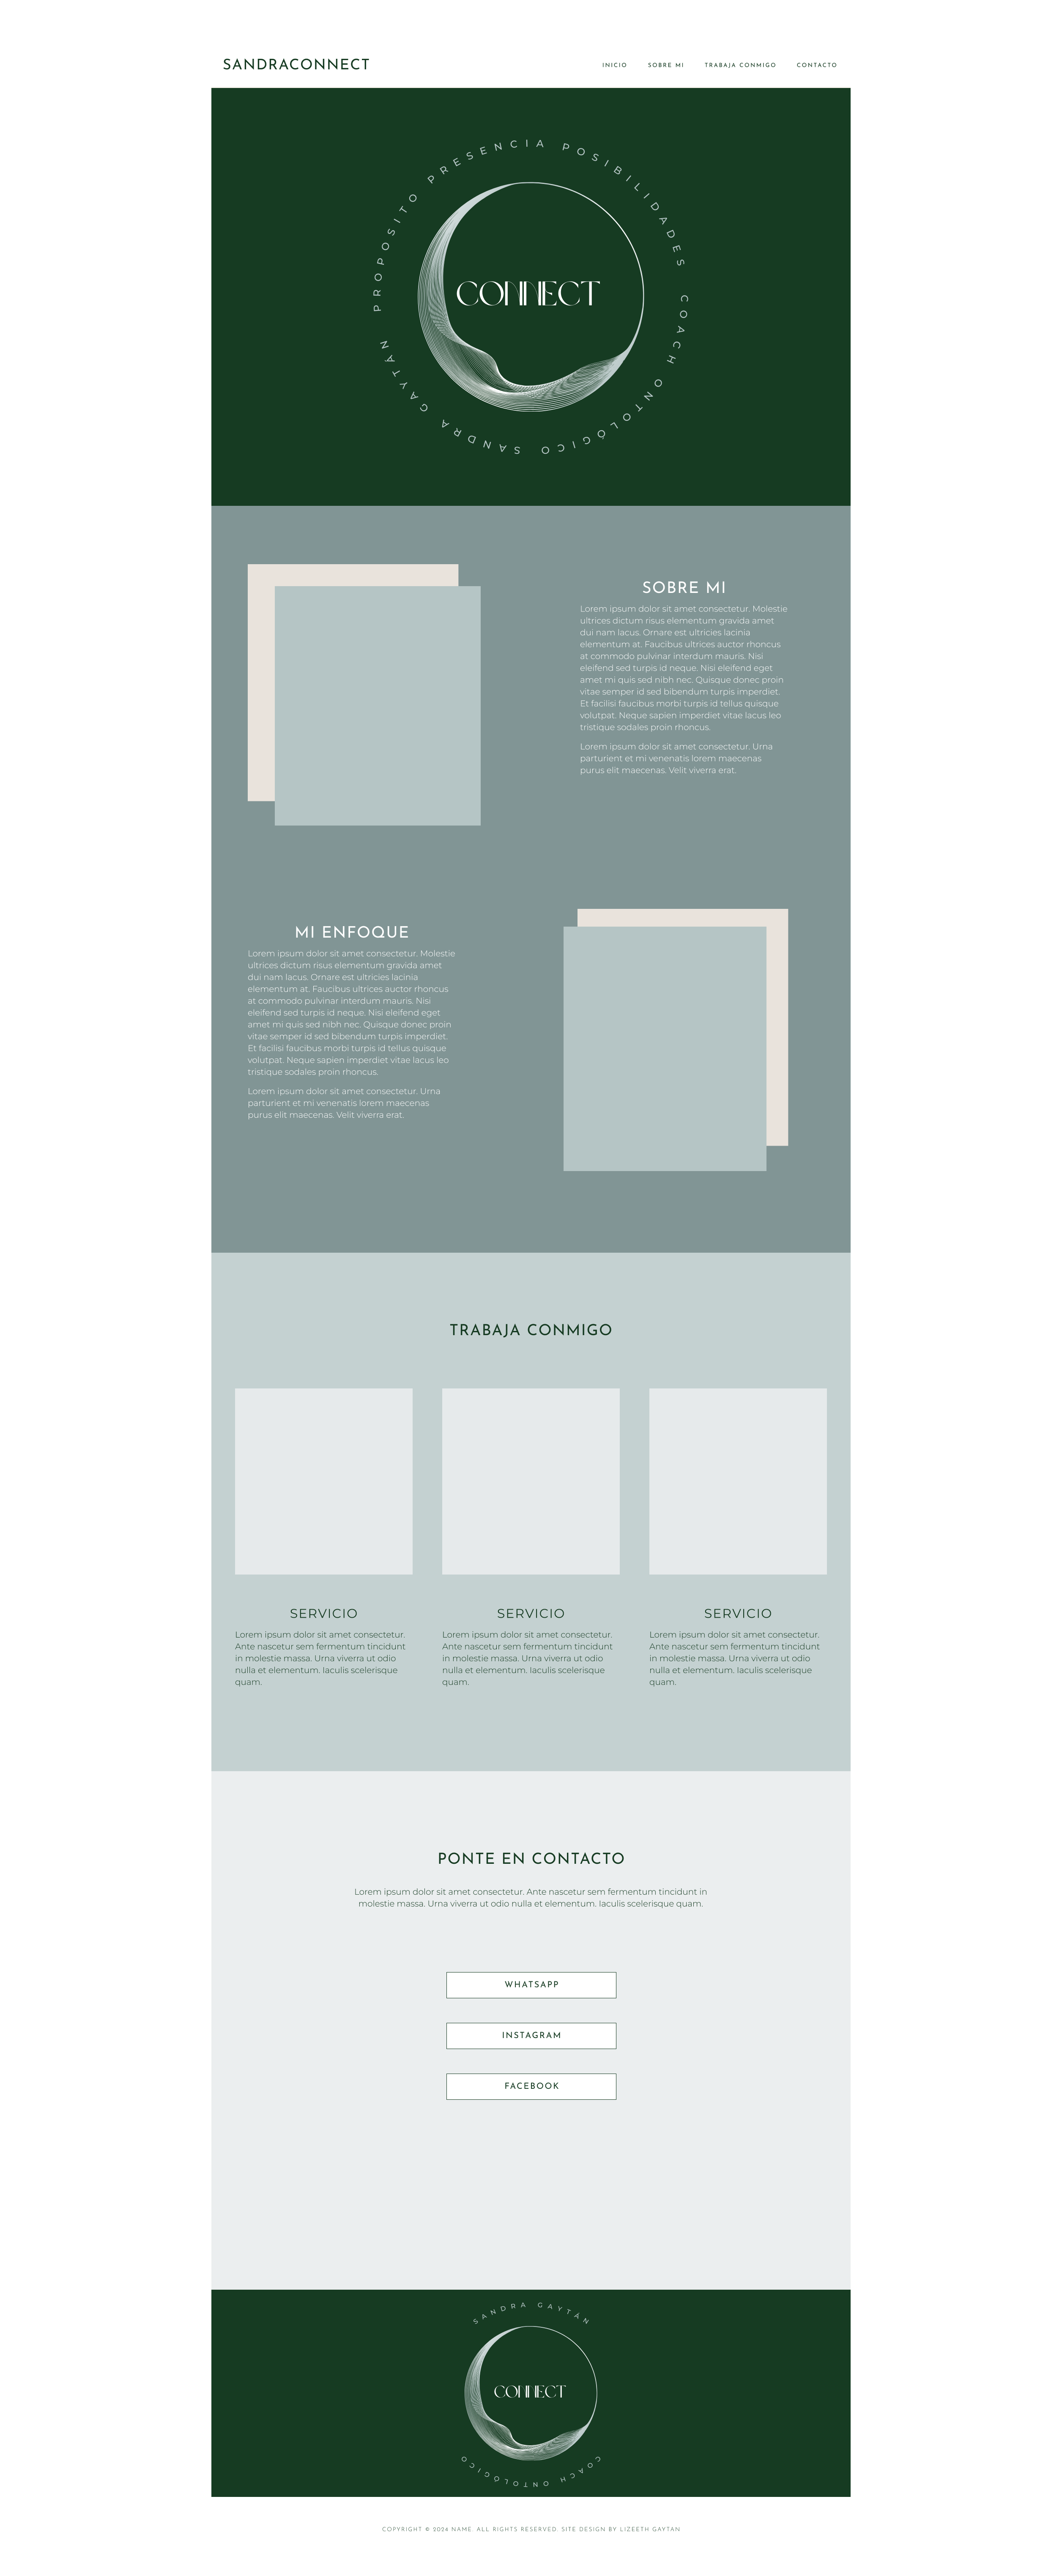 SANDRACONNECT
INICIO
SOBRE MI
TRABAJA CONMIGO
CONTACTO
PROPOSITO PRESENCIA POSIBILIDADES COACH ONTOLÓGICO SANDRA GAYTÁN
CONNECT
SOBRE MI
Lorem ipsum dolor sit amet consectetur. Molestie
ultrices dictum risus elementum gravida amet
dui nam lacus. Ornare est ultricies lacinia
elementum at. Faucibus ultrices auctor rhoncus
at commodo pulvinar interdum mauris. Nisi
eleifend sed turpis id neque. Nisi eleifend eget
amet mi quis sed nibh nec. Quisque donec proin
vitae semper id sed bibendum turpis imperdiet.
Et facilisi faucibus morbi turpis id tellus quisque
volutpat. Neque sapien imperdiet vitae lacus leo
tristique sodales proin rhoncus.
Lorem ipsum dolor sit amet consectetur. Urna
parturient et mi venenatis lorem maecenas
purus elit maecenas. Velit viverra erat.
MI ENFOQUE
Lorem ipsum dolor sit amet consectetur. Molestie
ultrices dictum risus elementum gravida amet
dui nam lacus. Ornare est ultricies lacinia
elementum at. Faucibus ultrices auctor rhoncus
at commodo pulvinar interdum mauris. Nisi
eleifend sed turpis id neque. Nisi eleifend eget
amet mi quis sed nibh nec. Quisque donec proin
vitae semper id sed bibendum turpis imperdiet.
Et facilisi faucibus morbi turpis id tellus quisque
volutpat. Neque sapien imperdiet vitae lacus leo
tristique sodales proin rhoncus.
Lorem ipsum dolor sit amet consectetur. Urna
parturient et mi venenatis lorem maecenas
purus elit maecenas. Velit viverra erat.
TRABAJA CONMIGO
SERVICIO
Lorem ipsum dolor sit amet consectetur.
Ante nascetur sem fermentum tincidunt
in molestie massa. Urna viverra ut odio
nulla et elementum. Iaculis scelerisque
quam.
SERVICIO
Lorem ipsum dolor sit amet consectetur.
Ante nascetur sem fermentum tincidunt
in molestie massa. Urna viverra ut odio
nulla et elementum. Iaculis scelerisque
quam.
SERVICIO
Lorem ipsum dolor sit amet consectetur.
Ante nascetur sem fermentum tincidunt
in molestie massa. Urna viverra ut odio
nulla et elementum. Iaculis scelerisque
quam.
PONTE EN CONTACTO
Lorem ipsum dolor sit amet consectetur. Ante nascetur sem fermentum tincidunt in
molestie massa. Urna viverra ut odio nulla et elementum. Iaculis scelerisque quam.
WHATSAPP
INSTAGRAM
FACEBOOK
SANDRA GAYTÁN
CONNECT
COACH ONTOLÓGICO
COPYRIGHT © 2024 NAME. ALL RIGHTS RESERVED. SITE DESIGN BY LIZEETH GAYTAN